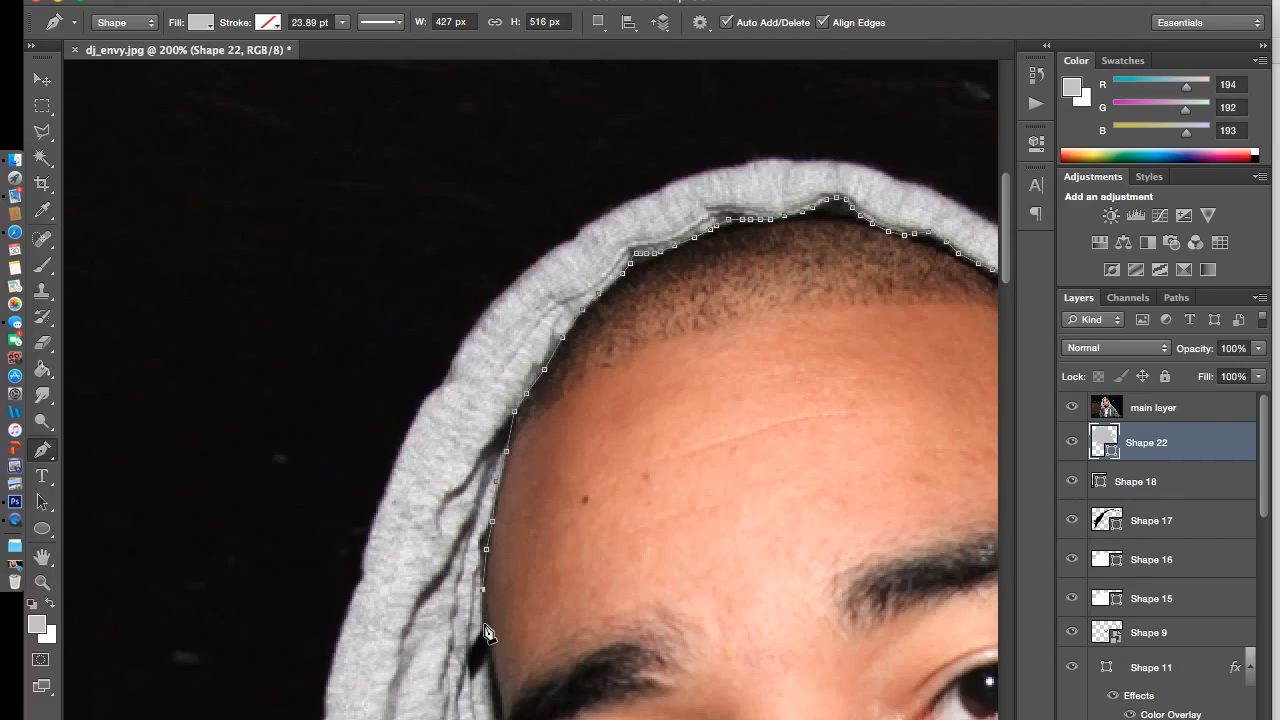 Shape
Fill:
Stroke:
23.89 pt
W: 427 px
H: 516 px
Auto Add/Delete
Align Edges
Essentials
× dj_envy.jpg @ 200% (Shape 22, RGB/8) *
Color
Swatches
R
194
G
192
B
193
Adjustments
Styles
Add an adjustment
Layers
Channels
Paths
Kind
Normal
Opacity: 100%
Lock:
Fill: 100%
main layer
Shape 22
Shape 18
Shape 17
Shape 16
Shape 15
Shape 9
Shape 11
fx
Effects
Color Overlay
Ps
T
A